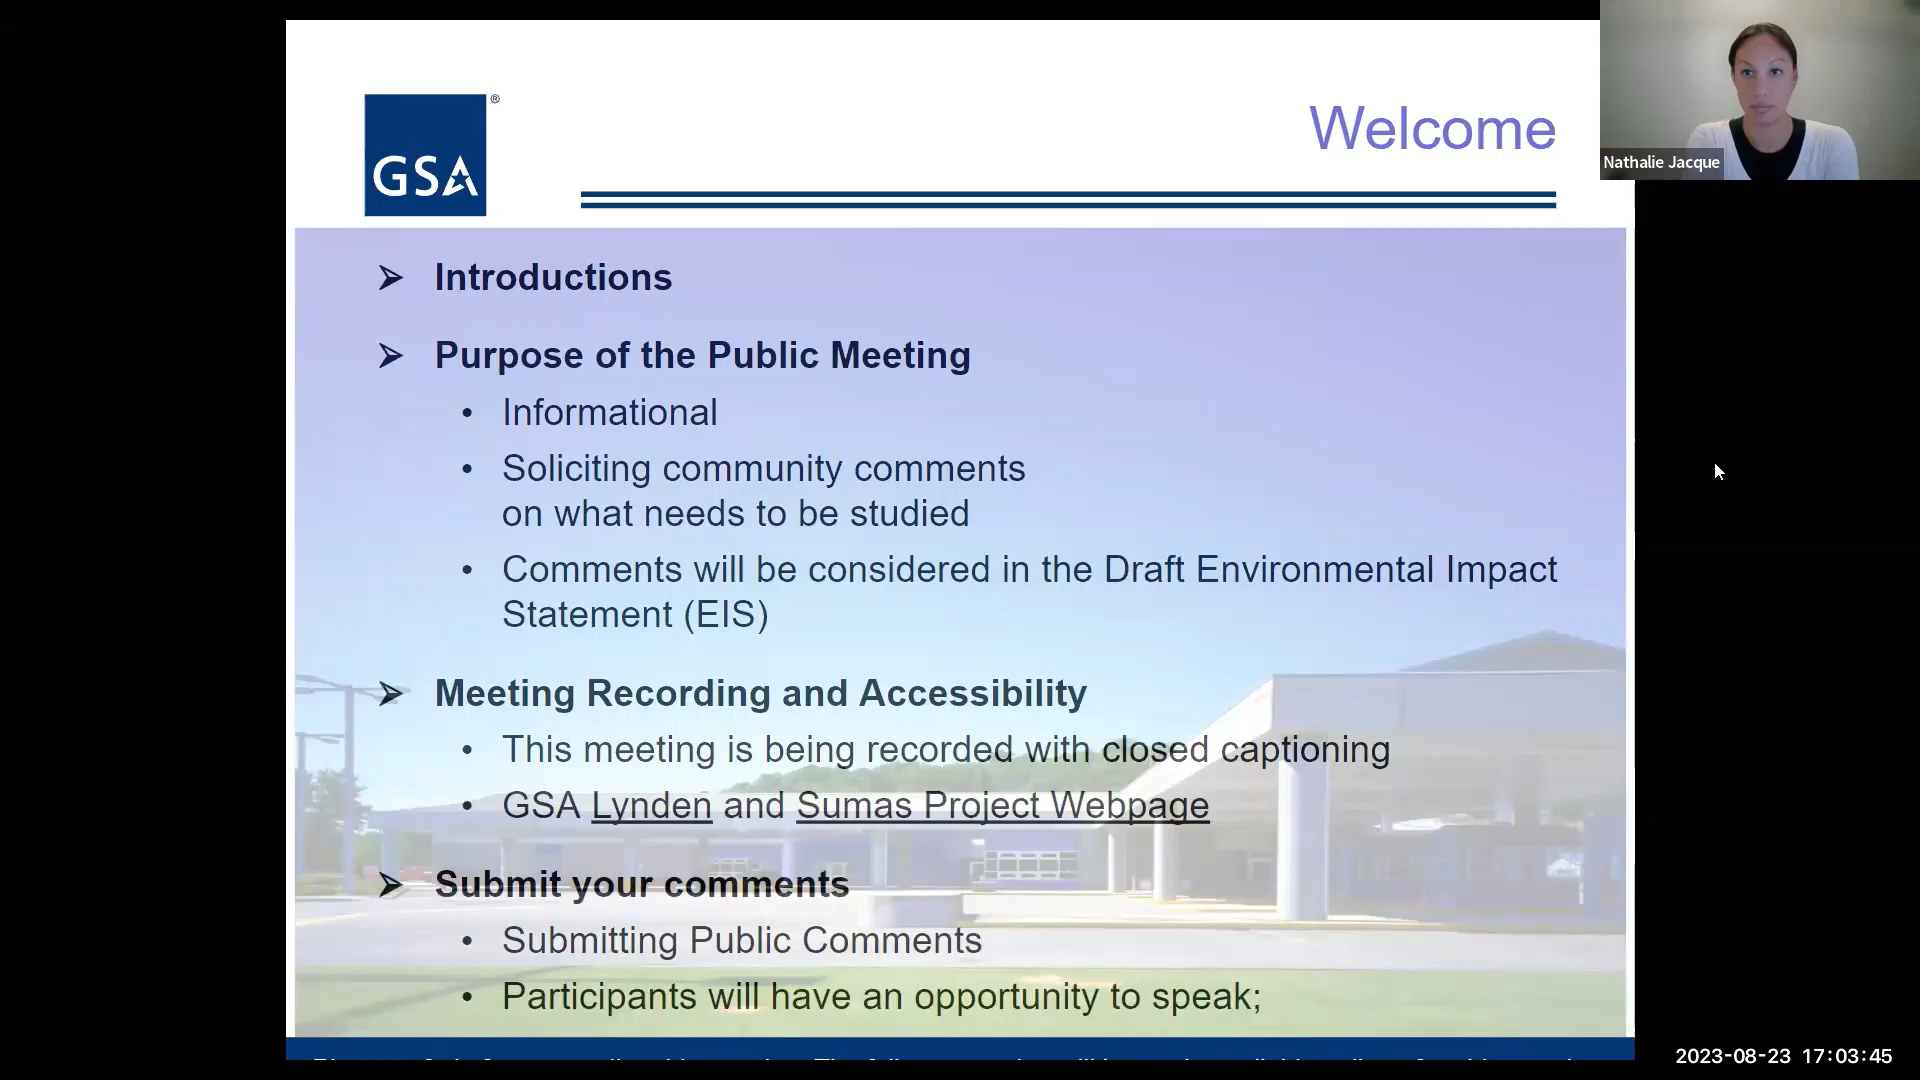 GSA
®
Welcome
Nathalie Jacque
➢ Introductions
➢ Purpose of the Public Meeting
• Informational
• Soliciting community comments
on what needs to be studied
• Comments will be considered in the Draft Environmental Impact
Statement (EIS)
➢ Meeting Recording and Accessibility
• This meeting is being recorded with closed captioning
• GSA Lynden and Sumas Project Webpage
➢ Submit your comments
• Submitting Public Comments
• Participants will have an opportunity to speak;
2023-08-23 17:03:45